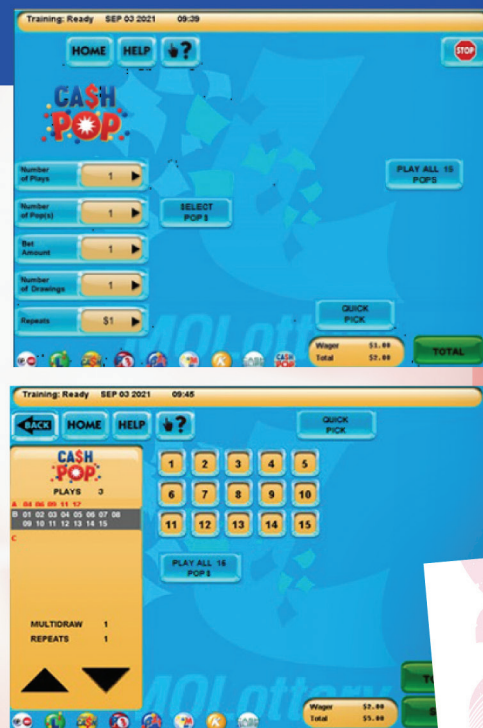 Training: Ready SEP 03 2021 09:39
HOME HELP ?
STOP
CA$H
POP
Number
of Plays
1
PLAY ALL 15
POPS
Number
of Pop(s)
1
SELECT
POPS
Bet
Amount
1
Number
of Drawings
1
QUICK
PICK
Repeats
$1
MOLottery
Wager $1.00
Total $2.00
TOTAL
Training: Ready SEP 03 2021 09:45
BACK HOME HELP ?
QUICK
PICK
CA$H
POP
PLAYS 3
A 04 06 09 11 12
B 01 02 03 04 05 06 07 08
09 10 11 12 13 14 15
C
1 2 3 4 5
6 7 8 9 10
11 12 13 14 15
PLAY ALL 15
POPS
MULTIDRAW 1
REPEATS 1
MOLottery
Wager $2.00
Total $5.00